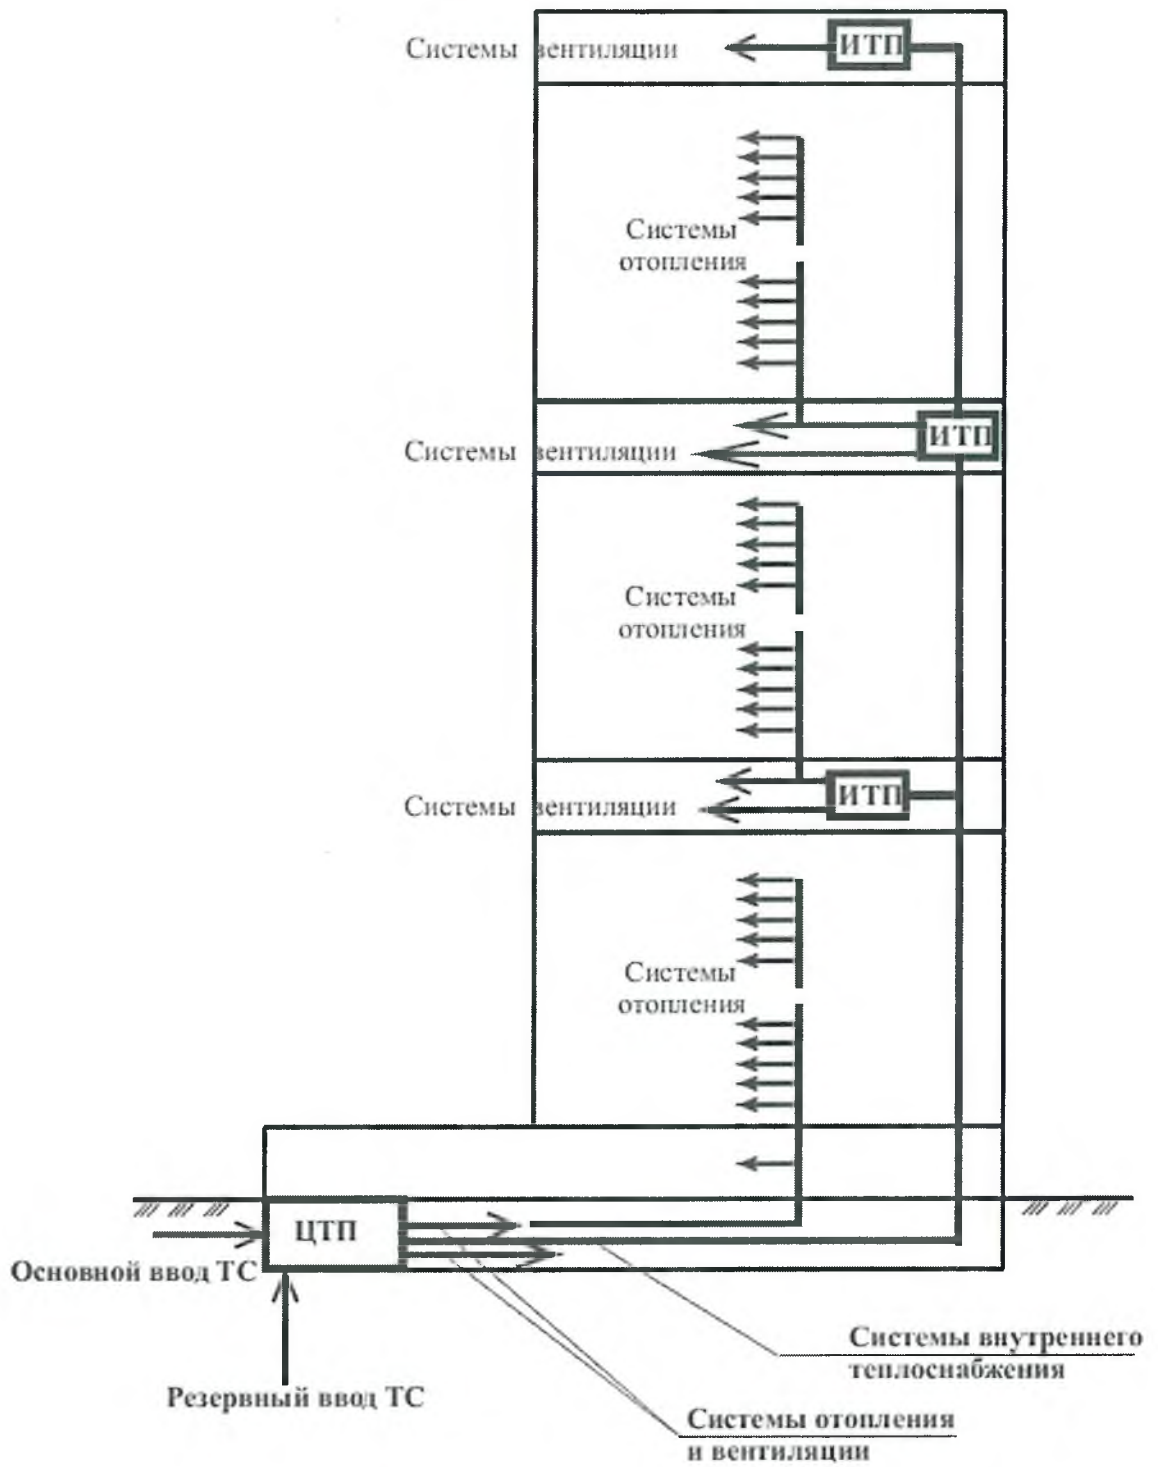 Системы вентиляции
ИТП
Системы
отопления
ИТП
Системы вентиляции
Системы
отопления
ИТП
Системы вентиляции
Системы
отопления
ЦТП
Основной ввод ТС
Системы внутреннего
теплоснабжения
Резервный ввод ТС
Системы отопления
и вентиляции